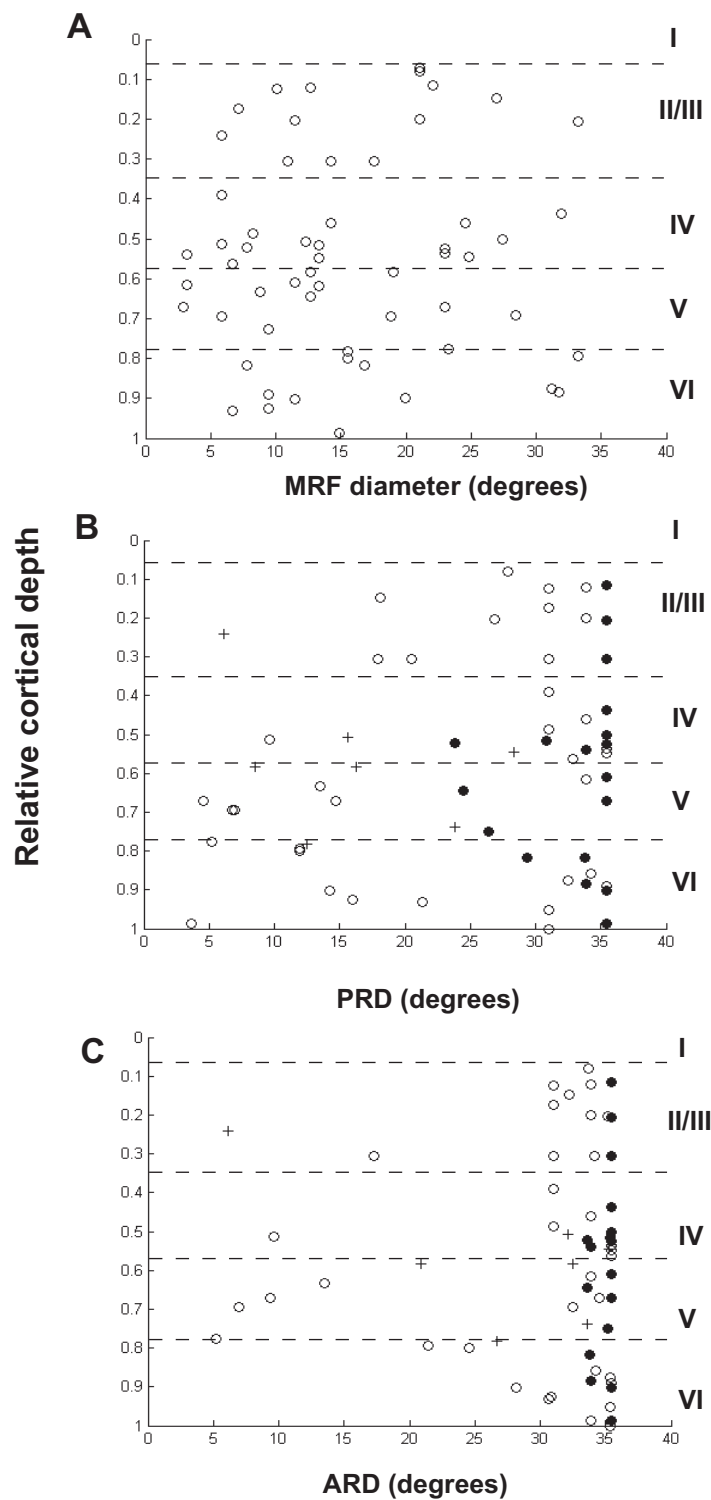 A
I
0
0.1
II/III
0.2
0.3
0.4
IV
0.5
0.6
V
0.7
0.8
VI
0.9
1
0 5 10 15 20 25 30 35 40
MRF diameter (degrees)
Relative cortical depth
B
I
0
0.1
II/III
0.2
0.3
0.4
IV
0.5
0.6
V
0.7
0.8
VI
0.9
1
0 5 10 15 20 25 30 35 40
PRD (degrees)
C
I
0
0.1
II/III
0.2
0.3
0.4
IV
0.5
0.6
V
0.7
0.8
VI
0.9
1
0 5 10 15 20 25 30 35 40
ARD (degrees)